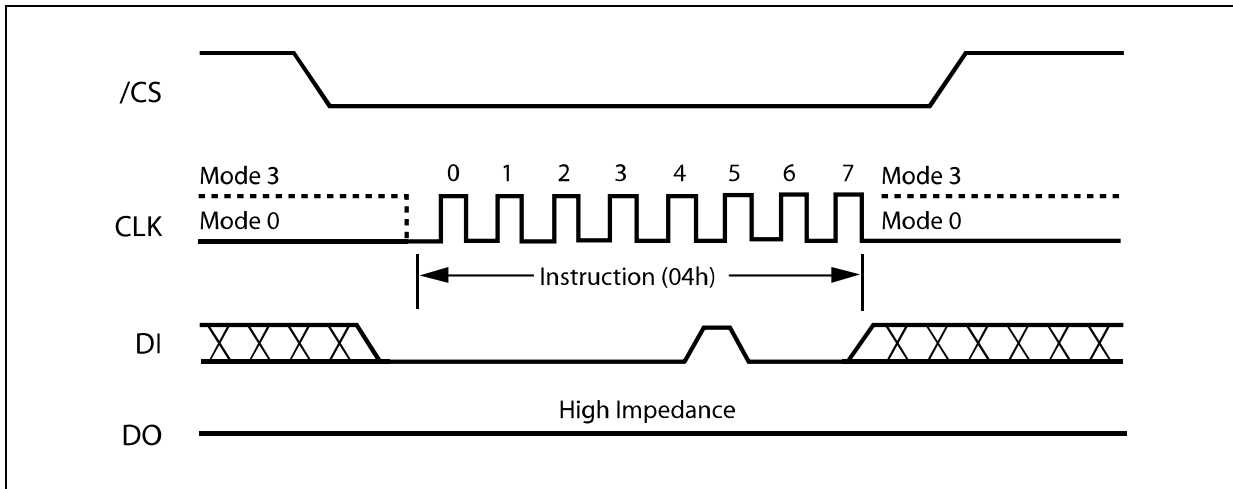 /CS
Mode 3
0 1 2 3 4 5 6 7
Mode 3
CLK
Mode 0
Mode 0
Instruction (04h)
DI
High Impedance
DO